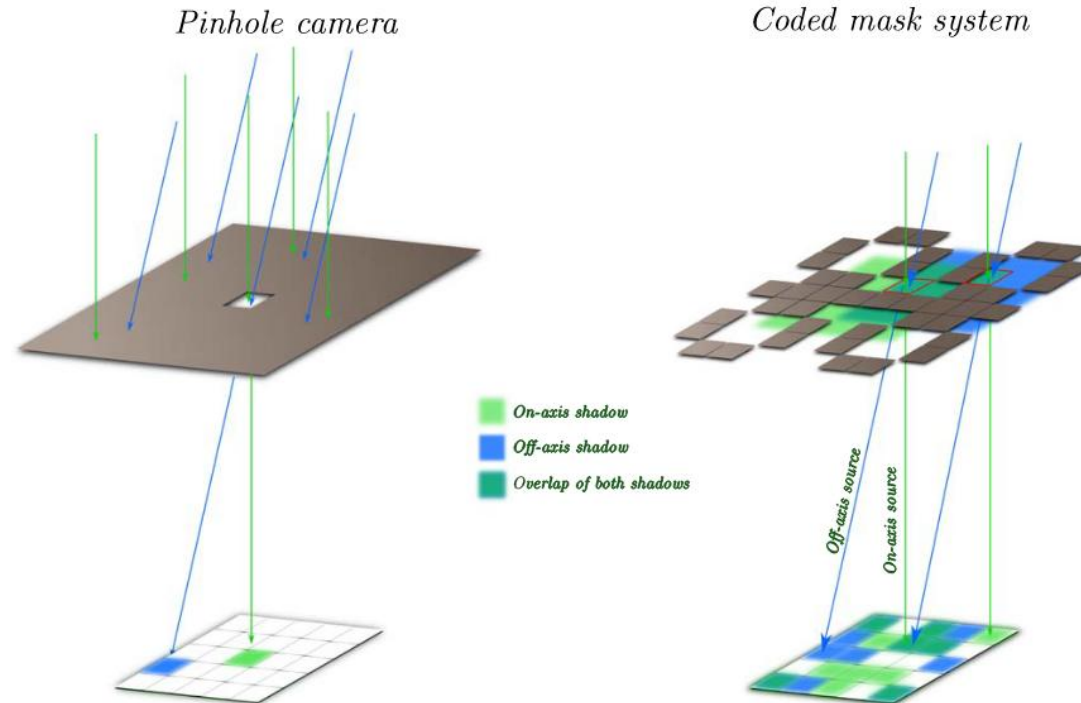 Pinhole camera
Coded mask system
On-axis shadow
Off-axis shadow
Overlap of both shadows
Off-axis source
On-axis source